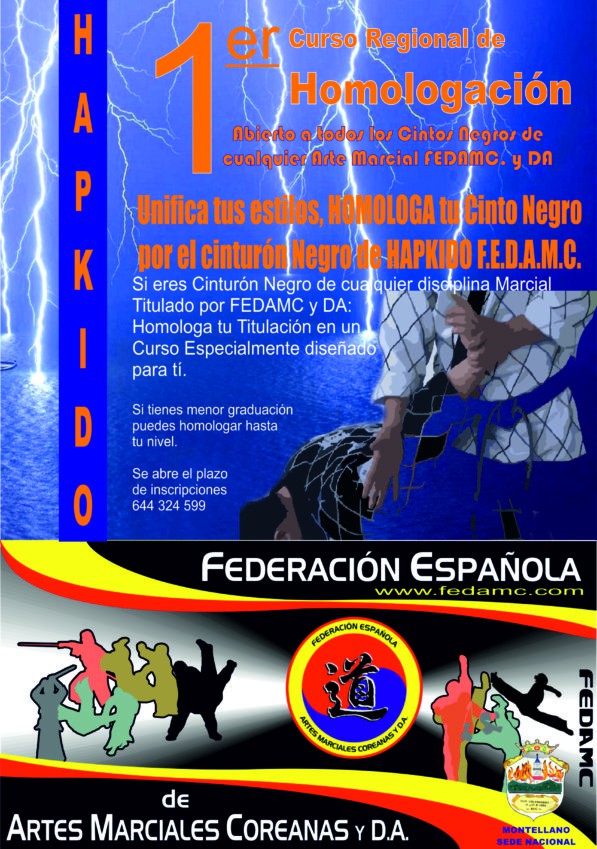 HAPKIDO
1er Curso Regional de
Homologación
Abierto a todos los Cintos Negros de
cualquier Arte Marcial FEDAMC. y DA
Unifica tus estilos, HOMOLOGA tu Cinto Negro
por el cinturón Negro de HAPKIDO F.E.D.A.M.C.
Si eres Cinturón Negro de cualquier disciplina Marcial
Titulado por FEDAMC y DA:
Homologa tu Titulación en un
Curso Especialmente diseñado
para tí.
Si tienes menor graduación
puedes homologar hasta
tu nivel.
Se abre el plazo
de inscripciones
644 324 599
FEDERACIÓN ESPAÑOLA
www.fedamc.com
FEDERACIÓN ESPAÑOLA
道
ARTES MARCIALES COREANAS Y D.A.
FEDAMC
MONTELLANO
SEDE NACIONAL
de
ARTES MARCIALES COREANAS Y D.A.